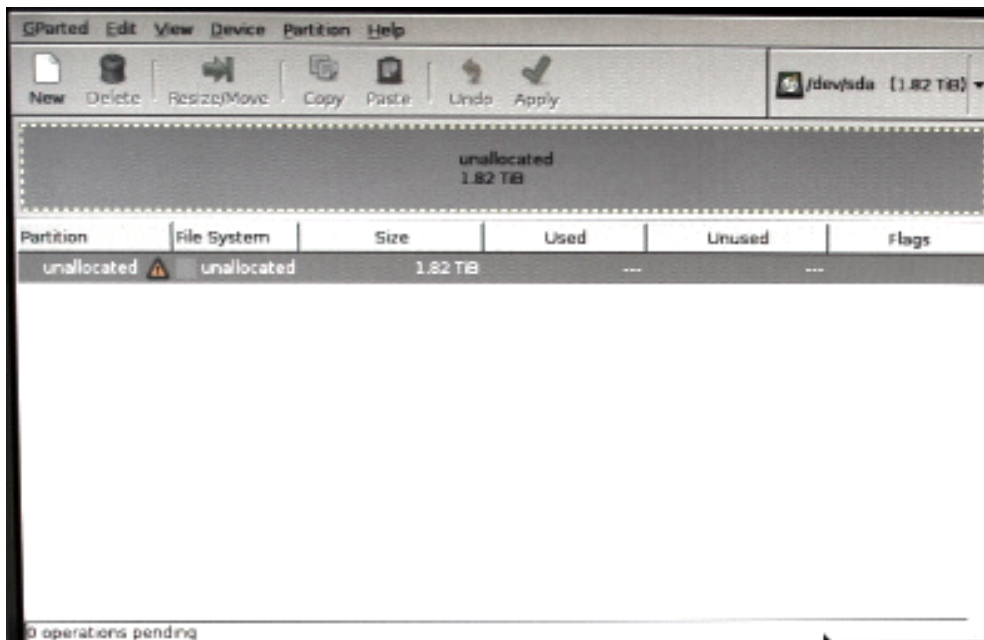 GParted Edit View Device Partition Help
New Delete Resize/Move Copy Paste Undo Apply
/dev/sda (1.82 TiB)
unallocated
1.82 TiB
Partition File System Size Used Unused Flags
unallocated unallocated 1.82 TiB --- ---
0 operations pending